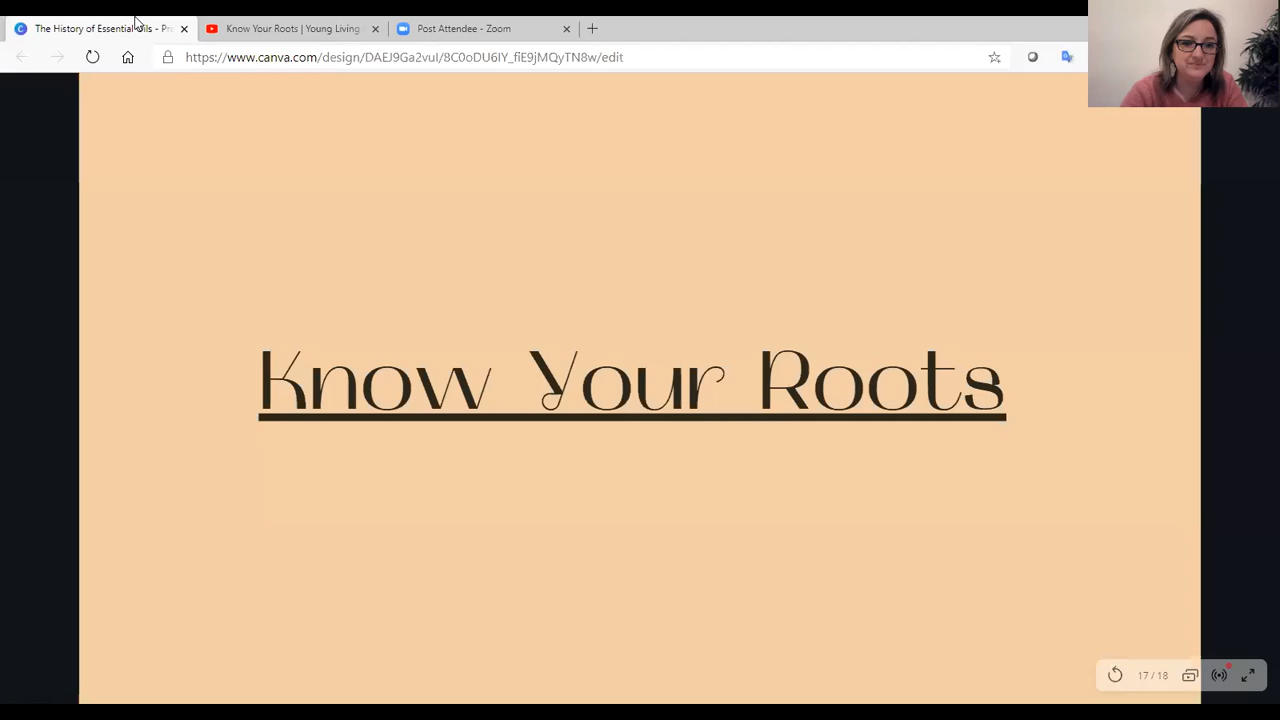 The History of Essential Oils - Pr
Know Your Roots | Young Living
Post Attendee - Zoom
https://www.canva.com/design/DAEJ9Ga2vuI/8C0oDU6IY_fiE9jMQyTN8w/edit
Know Your Roots
17 / 18